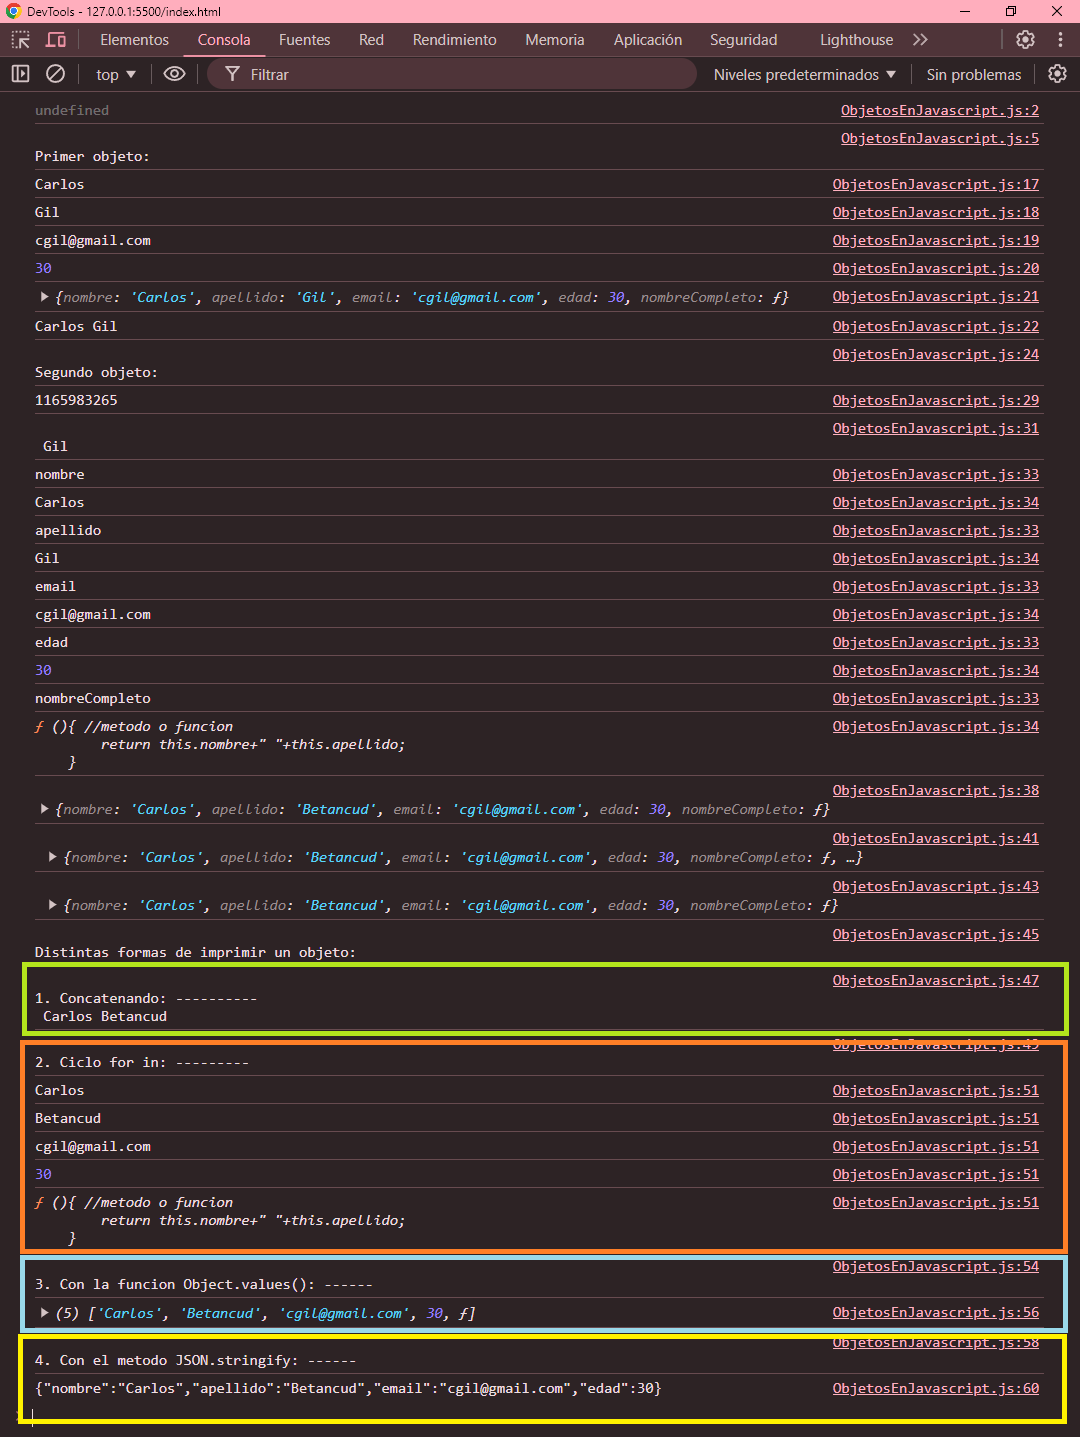 DevTools - 127.0.0.1:5500/index.html
Elementos Consola Fuentes Red Rendimiento Memoria Aplicación Seguridad Lighthouse
top ▼ Filtrar Niveles predeterminados ▼ Sin problemas
undefined ObjetosEnJavascript.js:2
ObjetosEnJavascript.js:5
Primer objeto:
Carlos ObjetosEnJavascript.js:17
Gil ObjetosEnJavascript.js:18
cgil@gmail.com ObjetosEnJavascript.js:19
30 ObjetosEnJavascript.js:20
▶ {nombre: 'Carlos', apellido: 'Gil', email: 'cgil@gmail.com', edad: 30, nombreCompleto: ƒ} ObjetosEnJavascript.js:21
Carlos Gil ObjetosEnJavascript.js:22
ObjetosEnJavascript.js:24
Segundo objeto:
1165983265 ObjetosEnJavascript.js:29
ObjetosEnJavascript.js:31
Gil
nombre ObjetosEnJavascript.js:33
Carlos ObjetosEnJavascript.js:34
apellido ObjetosEnJavascript.js:33
Gil ObjetosEnJavascript.js:34
email ObjetosEnJavascript.js:33
cgil@gmail.com ObjetosEnJavascript.js:34
edad ObjetosEnJavascript.js:33
30 ObjetosEnJavascript.js:34
nombreCompleto ObjetosEnJavascript.js:33
ƒ (){ //metodo o funcion ObjetosEnJavascript.js:34
return this.nombre+" "+this.apellido;
}
ObjetosEnJavascript.js:38
▶ {nombre: 'Carlos', apellido: 'Betancud', email: 'cgil@gmail.com', edad: 30, nombreCompleto: ƒ}
ObjetosEnJavascript.js:41
▶ {nombre: 'Carlos', apellido: 'Betancud', email: 'cgil@gmail.com', edad: 30, nombreCompleto: ƒ, …}
ObjetosEnJavascript.js:43
▶ {nombre: 'Carlos', apellido: 'Betancud', email: 'cgil@gmail.com', edad: 30, nombreCompleto: ƒ}
ObjetosEnJavascript.js:45
Distintas formas de imprimir un objeto:
ObjetosEnJavascript.js:47
1. Concatenando: ----------
Carlos Betancud
ObjetosEnJavascript.js:49
2. Ciclo for in: ---------
Carlos ObjetosEnJavascript.js:51
Betancud ObjetosEnJavascript.js:51
cgil@gmail.com ObjetosEnJavascript.js:51
30 ObjetosEnJavascript.js:51
ƒ (){ //metodo o funcion ObjetosEnJavascript.js:51
return this.nombre+" "+this.apellido;
}
ObjetosEnJavascript.js:54
3. Con la funcion Object.values(): ------
▶ (5) ['Carlos', 'Betancud', 'cgil@gmail.com', 30, ƒ] ObjetosEnJavascript.js:56
ObjetosEnJavascript.js:58
4. Con el metodo JSON.stringify: ------
{"nombre":"Carlos","apellido":"Betancud","email":"cgil@gmail.com","edad":30} ObjetosEnJavascript.js:60